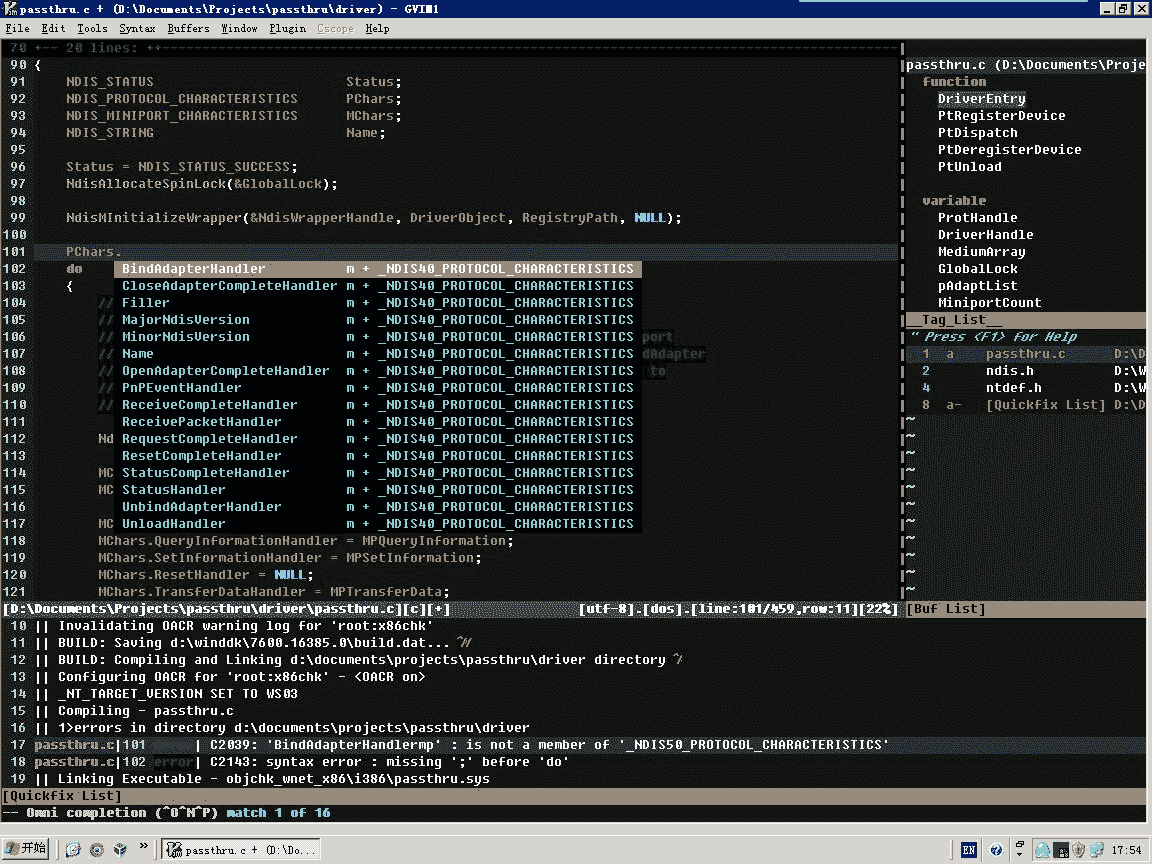 passthru.c + (D:\Documents\Projects\passthru\driver) - GVIM1
File Edit Tools Syntax Buffers Window Plugin Cscope Help
70 +-- 20 lines: ++
90 {
91 NDIS_STATUS Status;
92 NDIS_PROTOCOL_CHARACTERISTICS PChars;
93 NDIS_MINIPORT_CHARACTERISTICS MChars;
94 NDIS_STRING Name;
95
96 Status = NDIS_STATUS_SUCCESS;
97 NdisAllocateSpinLock(&GlobalLock);
98
99 NdisMInitializeWrapper(&NdisWrapperHandle, DriverObject, RegistryPath, NULL);
100
101 PChars.
102 do BindAdapterHandler m + _NDIS40_PROTOCOL_CHARACTERISTICS
103 { CloseAdapterCompleteHandler m + _NDIS40_PROTOCOL_CHARACTERISTICS
104 // Filler m + _NDIS40_PROTOCOL_CHARACTERISTICS
105 // MajorNdisVersion m + _NDIS40_PROTOCOL_CHARACTERISTICS
106 // MinorNdisVersion m + _NDIS40_PROTOCOL_CHARACTERISTICS port
107 // Name m + _NDIS40_PROTOCOL_CHARACTERISTICS dAdapter
108 // OpenAdapterCompleteHandler m + _NDIS40_PROTOCOL_CHARACTERISTICS to
109 // PnPEventHandler m + _NDIS40_PROTOCOL_CHARACTERISTICS
110 // ReceiveCompleteHandler m + _NDIS40_PROTOCOL_CHARACTERISTICS
111 ReceivePacketHandler m + _NDIS40_PROTOCOL_CHARACTERISTICS
112 Nd RequestCompleteHandler m + _NDIS40_PROTOCOL_CHARACTERISTICS
113 ResetCompleteHandler m + _NDIS40_PROTOCOL_CHARACTERISTICS
114 MC StatusCompleteHandler m + _NDIS40_PROTOCOL_CHARACTERISTICS
115 MC StatusHandler m + _NDIS40_PROTOCOL_CHARACTERISTICS
116 UnbindAdapterHandler m + _NDIS40_PROTOCOL_CHARACTERISTICS
117 MC UnloadHandler m + _NDIS40_PROTOCOL_CHARACTERISTICS
118 MChars.QueryInformationHandler = MPQueryInformation;
119 MChars.SetInformationHandler = MPSetInformation;
120 MChars.ResetHandler = NULL;
121 MChars.TransferDataHandler = MPTransferData;
[D:\Documents\Projects\passthru\driver\passthru.c][c][+] [utf-8].[dos].[line:101/459,row:11][22%]
passthru.c (D:\Documents\Proje
function
DriverEntry
PtRegisterDevice
PtDispatch
PtDeregisterDevice
PtUnload
variable
ProtHandle
DriverHandle
MediumArray
GlobalLock
pAdaptList
MiniportCount
__Tag_List__
" Press <F1> for Help
1 a passthru.c D:\D
2 ndis.h D:\W
4 ntdef.h D:\W
8 a- [Quickfix List] D:\D
~
~
~
~
~
~
~
~
~
~
~
[Buf List]
10 || Invalidating OACR warning log for 'root:x86chk'
11 || BUILD: Saving d:\winddk\7600.16385.0\build.dat... ^M
12 || BUILD: Compiling and Linking d:\documents\projects\passthru\driver directory ^M
13 || Configuring OACR for 'root:x86chk' - <OACR on>
14 || _NT_TARGET_VERSION SET TO WS03
15 || Compiling - passthru.c
16 || 1>errors in directory d:\documents\projects\passthru\driver
17 passthru.c|101 | C2039: 'BindAdapterHandlermp' : is not a member of '_NDIS50_PROTOCOL_CHARACTERISTICS'
18 passthru.c|102 error| C2143: syntax error : missing ';' before 'do'
19 || Linking Executable - objchk_wnet_x86\i386\passthru.sys
[Quickfix List]
-- Omni completion (^O^N^P) match 1 of 16
开始 » passthru.c + (D:\Do... EN 17:54